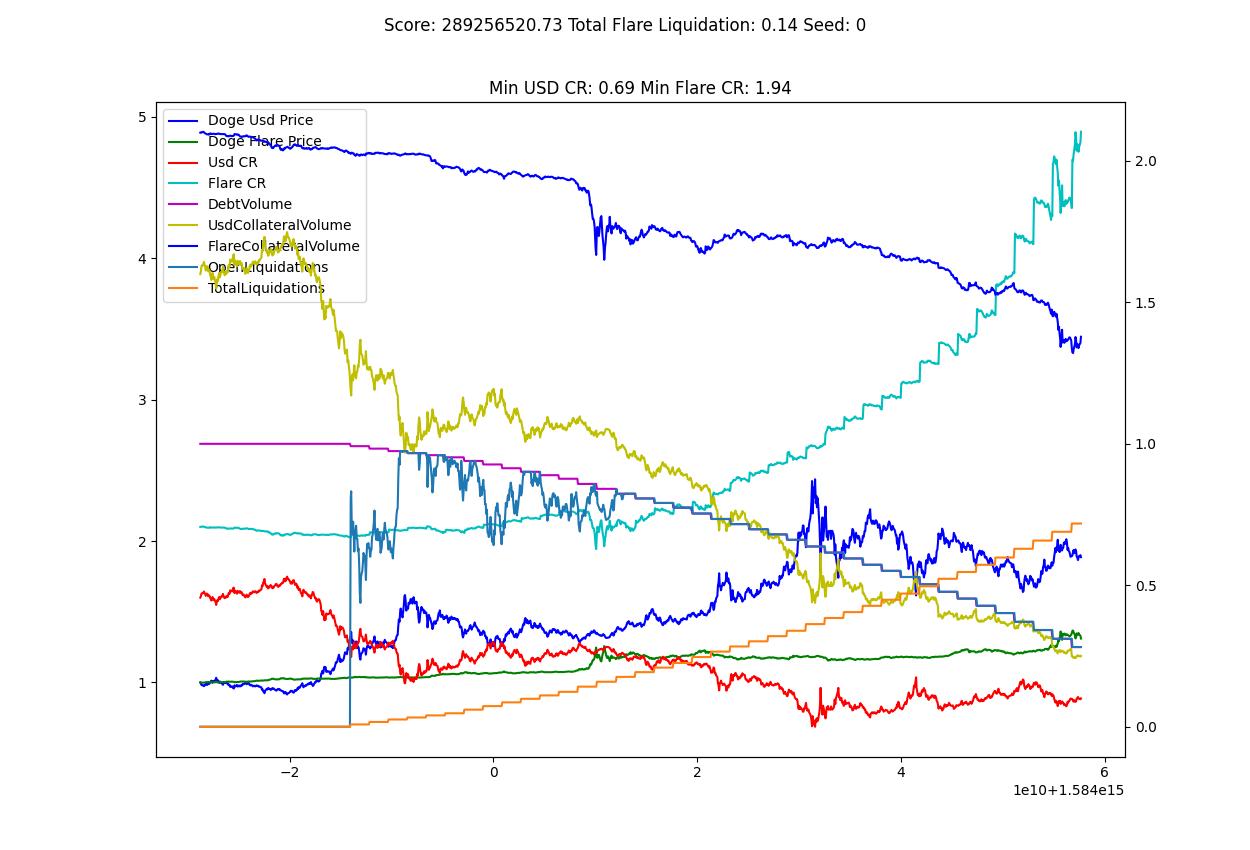 Score: 289256520.73 Total Flare Liquidation: 0.14 Seed: 0
Min USD CR: 0.69 Min Flare CR: 1.94
Doge Usd Price
Doge Flare Price
Usd CR
Flare CR
DebtVolume
UsdCollateralVolume
FlareCollateralVolume
OpenLiquidations
TotalLiquidations
5
4
3
2
1
2.0
1.5
1.0
0.5
0.0
−2
0
2
4
6
1e10+1.584e15